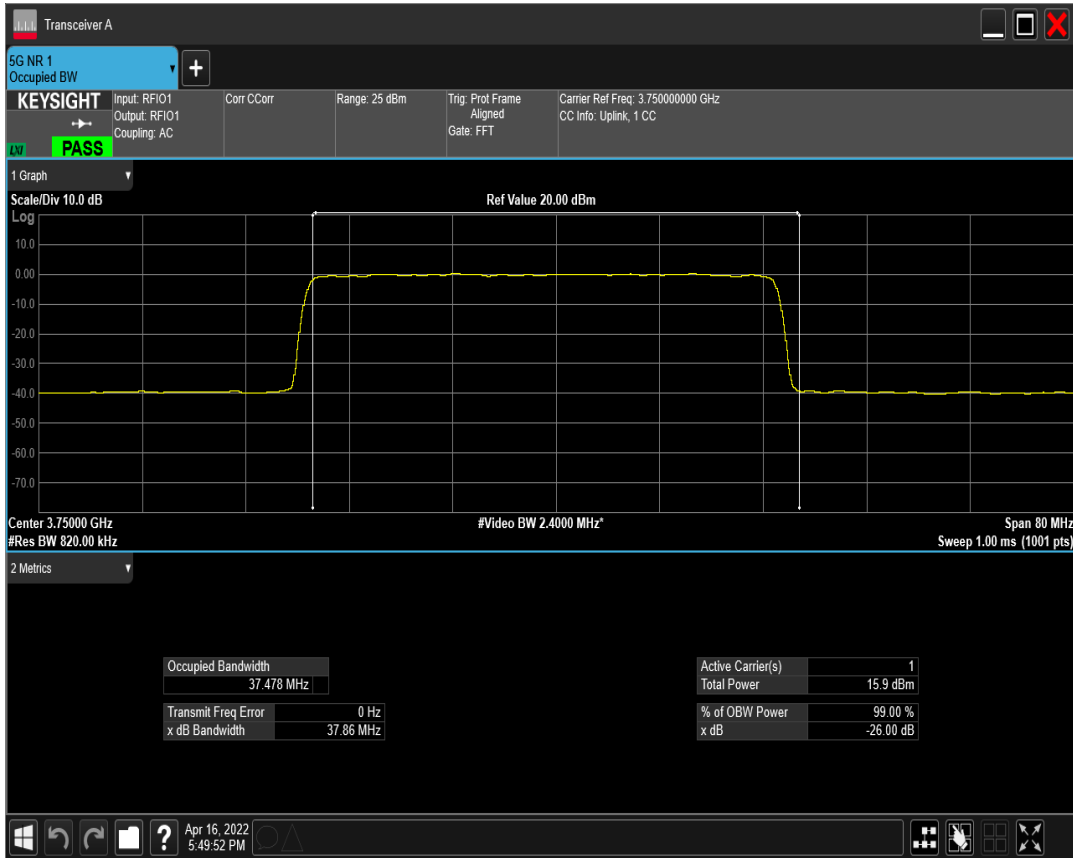 Transceiver A
5G NR 1
Occupied BW
KEYSIGHT
LXI
PASS
Input: RFIO1
Output: RFIO1
Coupling: AC
Corr CCorr
Range: 25 dBm
Trig: Prot Frame
Aligned
Gate: FFT
Carrier Ref Freq: 3.750000000 GHz
CC Info: Uplink, 1 CC
1 Graph
Scale/Div 10.0 dB
Ref Value 20.00 dBm
Log
10.0
0.00
-10.0
-20.0
-30.0
-40.0
-50.0
-60.0
-70.0
Center 3.75000 GHz
#Video BW 2.4000 MHz*
Span 80 MHz
#Res BW 820.00 kHz
Sweep 1.00 ms (1001 pts)
2 Metrics
Occupied Bandwidth
37.478 MHz
Transmit Freq Error 0 Hz
x dB Bandwidth 37.86 MHz
Active Carrier(s) 1
Total Power 15.9 dBm
% of OBW Power 99.00 %
x dB -26.00 dB
?
Apr 16, 2022
5:49:52 PM